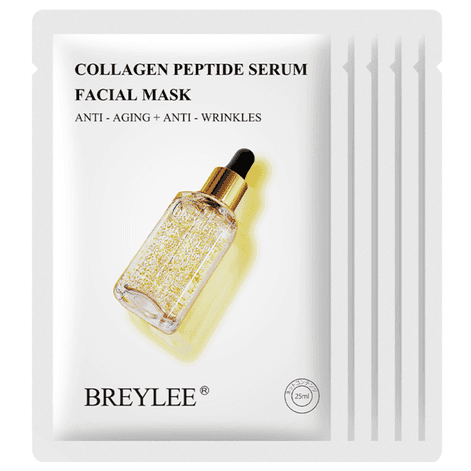 COLLAGEN PEPTIDE SERUM
FACIAL MASK
ANTI - AGING + ANTI - WRINKLES
BREYLEE®
25ml